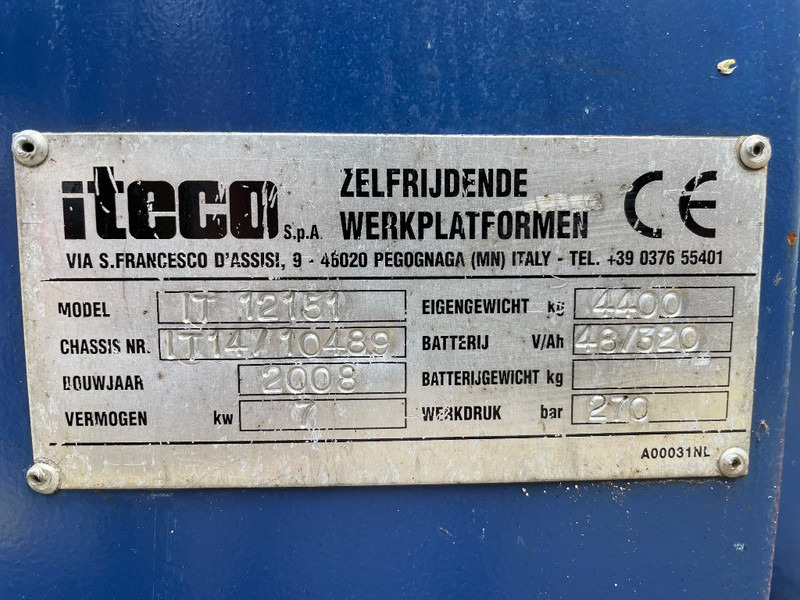 iteco S.p.A. ZELFRIJDENDE WERKPLATFORMEN CE
VIA S.FRANCESCO D'ASSISI, 9 - 46020 PEGOGNAGA (MN) ITALY - TEL. +39 0376 55401
MODEL IT 12151 EIGENGEWICHT kg 4400
CHASSIS NR. IT14/10489 BATTERIJ V/Ah 48/320
BOUWJAAR 2008 BATTERIJGEWICHT kg
VERMOGEN kw 7 WERKDRUK bar 270
A00031NL